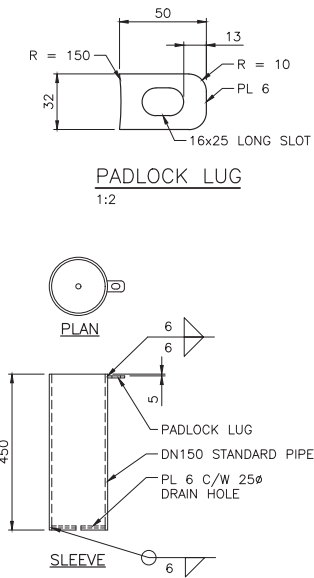 50
13
R = 150
R = 10
PL 6
32
16x25 LONG SLOT
PADLOCK LUG
1:2
PLAN
6
6
5
450
PADLOCK LUG
DN150 STANDARD PIPE
PL 6 C/W 25ø
DRAIN HOLE
SLEEVE
6